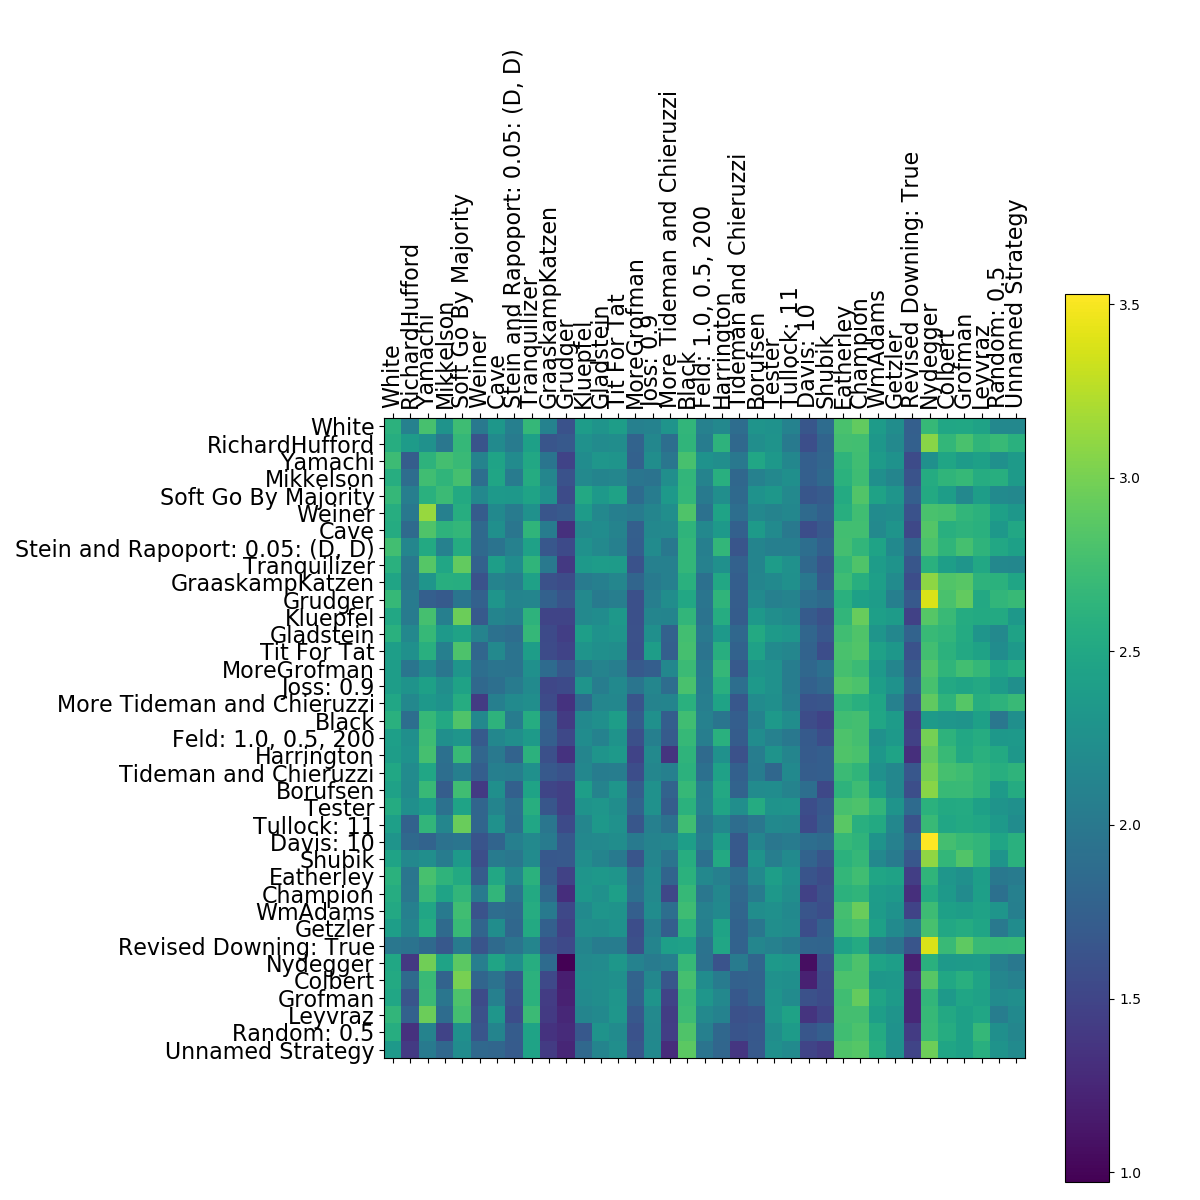 White
RichardHufford
Yamachi
Mikkelson
Soft Go By Majority
Weiner
Cave
Stein and Rapoport: 0.05: (D, D)
Tranquilizer
GraaskampKatzen
Grudger
Kluepfel
Gladstein
Tit For Tat
MoreGrofman
Joss: 0.9
More Tideman and Chieruzzi
Black
Feld: 1.0, 0.5, 200
Harrington
Tideman and Chieruzzi
Borufsen
Tester
Tullock: 11
Davis: 10
Shubik
Eatherley
Champion
WmAdams
Getzler
Revised Downing: True
Nydegger
Colbert
Grofman
Leyvraz
Random: 0.5
Unnamed Strategy
White
RichardHufford
Yamachi
Mikkelson
Soft Go By Majority
Weiner
Cave
Stein and Rapoport: 0.05: (D, D)
Tranquilizer
GraaskampKatzen
Grudger
Kluepfel
Gladstein
Tit For Tat
MoreGrofman
Joss: 0.9
More Tideman and Chieruzzi
Black
Feld: 1.0, 0.5, 200
Harrington
Tideman and Chieruzzi
Borufsen
Tester
Tullock: 11
Davis: 10
Shubik
Eatherley
Champion
WmAdams
Getzler
Revised Downing: True
Nydegger
Colbert
Grofman
Leyvraz
Random: 0.5
Unnamed Strategy
3.5
3.0
2.5
2.0
1.5
1.0